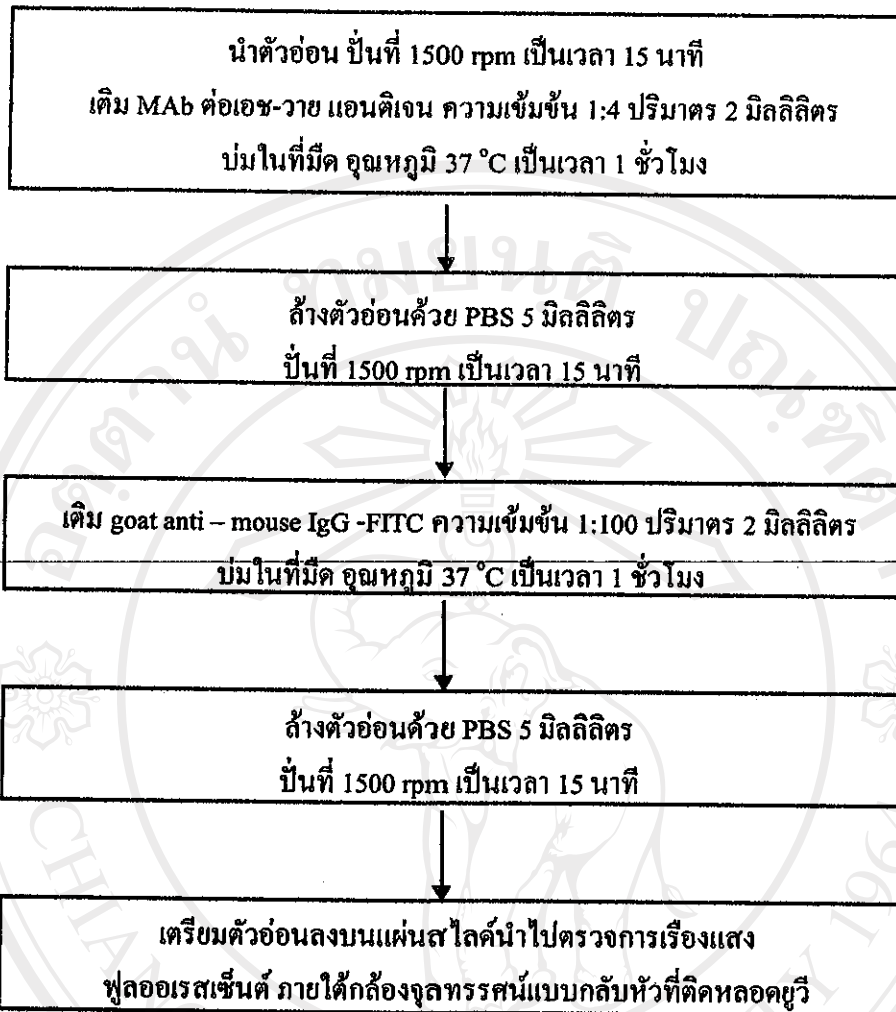 นำตัวอ่อน ปั่นที่ 1500 rpm เป็นเวลา 15 นาที
เติม MAb ต่อเอช-วาย แอนติเจน ความเข้มข้น 1:4 ปริมาตร 2 มิลลิลิตร
บ่มในที่มืด อุณหภูมิ 37 °C เป็นเวลา 1 ชั่วโมง
ล้างตัวอ่อนด้วย PBS 5 มิลลิลิตร
ปั่นที่ 1500 rpm เป็นเวลา 15 นาที
เติม goat anti – mouse IgG -FITC ความเข้มข้น 1:100 ปริมาตร 2 มิลลิลิตร
บ่มในที่มืด อุณหภูมิ 37 °C เป็นเวลา 1 ชั่วโมง
ล้างตัวอ่อนด้วย PBS 5 มิลลิลิตร
ปั่นที่ 1500 rpm เป็นเวลา 15 นาที
เตรียมตัวอ่อนลงบนแผ่นสไลด์นำไปตรวจการเรืองแสง
ฟูลออเรสเซ็นต์ ภายใต้กล้องจุลทรรศน์แบบกลับหัวที่ติดหลอดยูวี